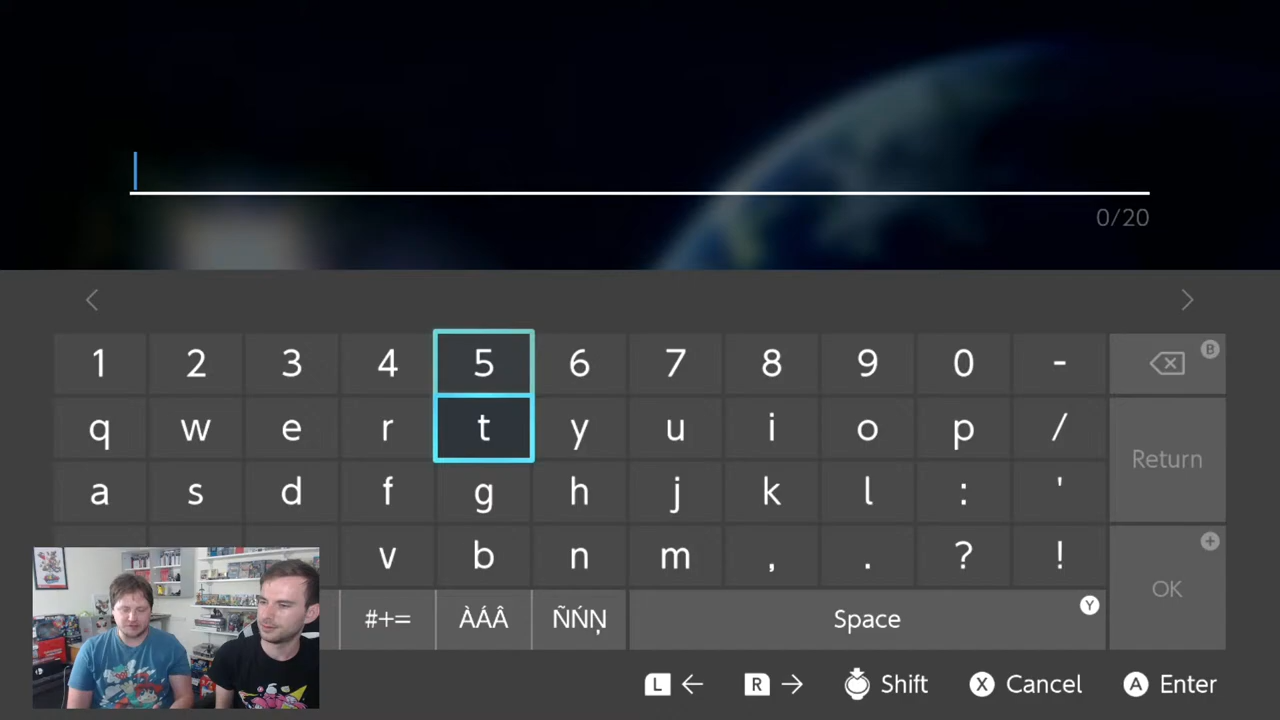 0/20
1 2 3 4 5 6 7 8 9 0 - B
q w e r t y u i o p /
Return
a s d f g h j k l : '
v b n m , . ? ! +
OK
#+= ÀÁÂ ÑŃŅ Space Y
L ← R → Shift X Cancel A Enter